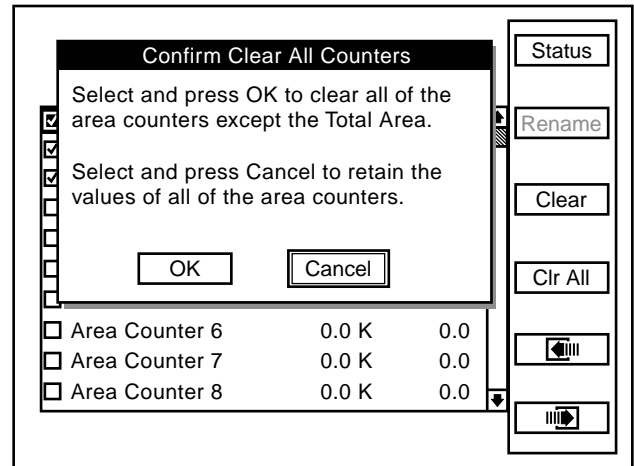 Confirm Clear All Counters
Select and press OK to clear all of the
area counters except the Total Area.
Select and press Cancel to retain the
values of all of the area counters.
OK Cancel
Area Counter 6 0.0 K 0.0
Area Counter 7 0.0 K 0.0
Area Counter 8 0.0 K 0.0
Status
Rename
Clear
Clr All